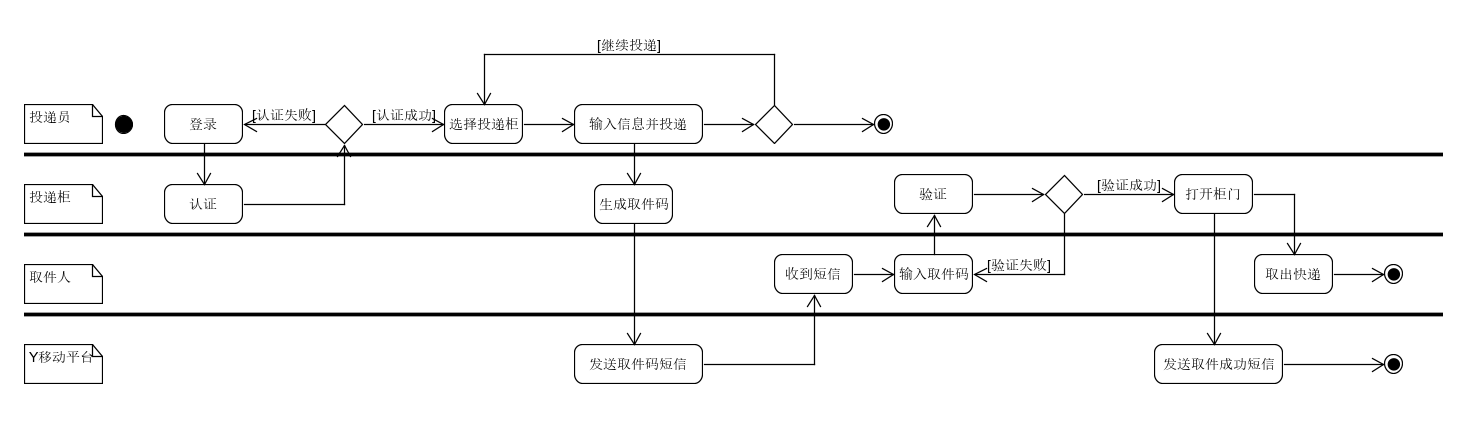 [继续投递]
投递员
登录
[认证失败]
[认证成功]
选择投递柜
输入信息并投递
投递柜
认证
生成取件码
验证
[验证成功]
打开柜门
取件人
收到短信
输入取件码
[验证失败]
取出快递
Y移动平台
发送取件码短信
发送取件成功短信